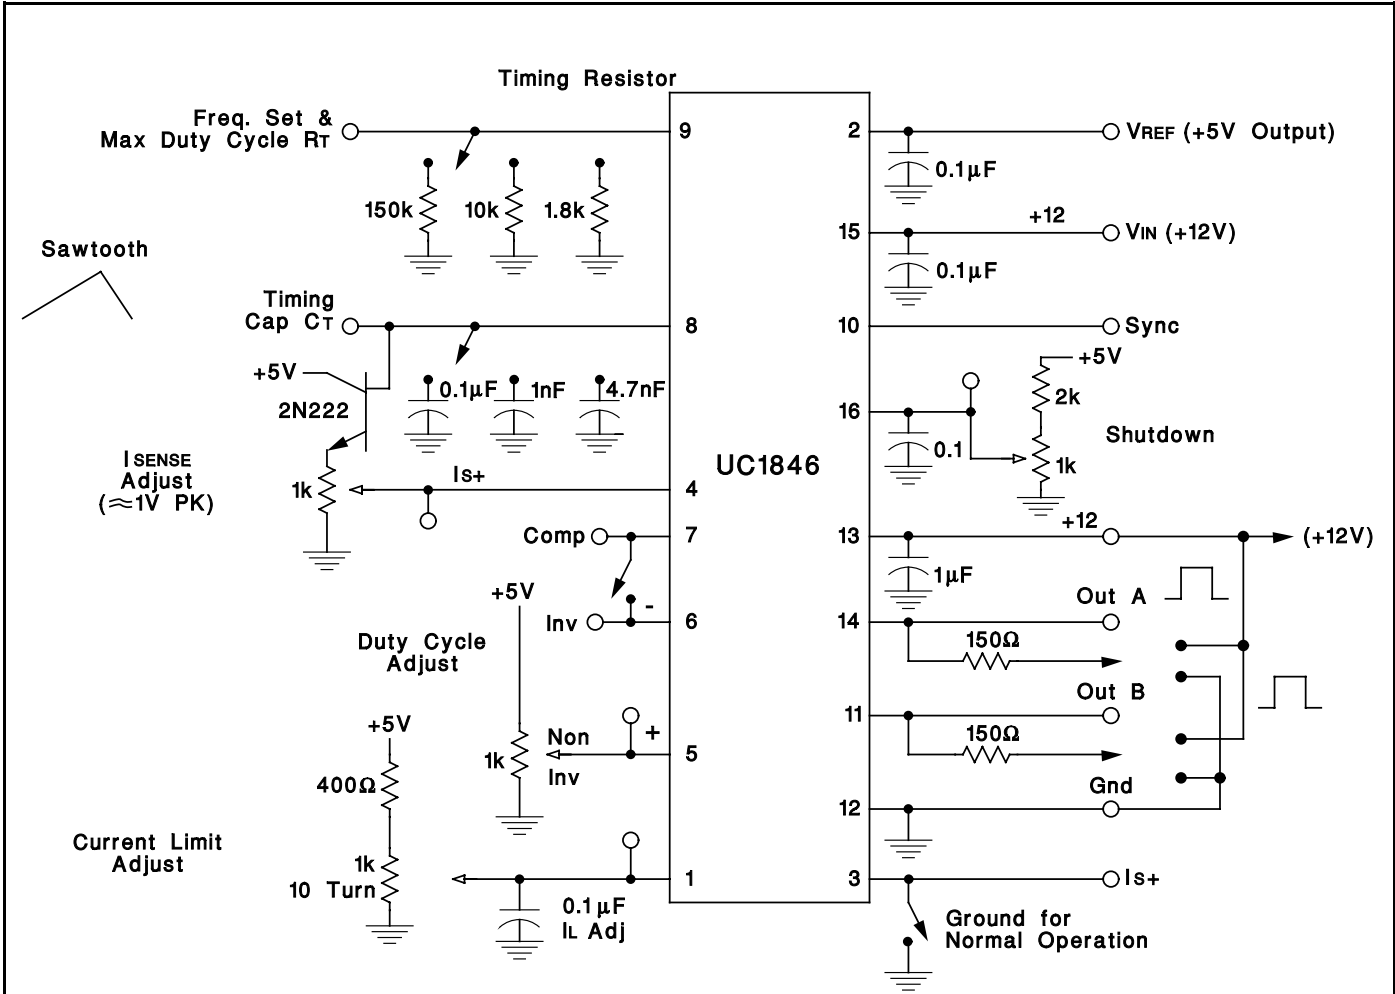 Timing Resistor
Freq. Set &
Max Duty Cycle RT
9
150k
10k
1.8k
Sawtooth
Timing
Cap CT
8
+5V
2N222
0.1μF
1nF
4.7nF
ISENSE
Adjust
(≈1V PK)
1k
IS+
4
Comp
7
Inv
-
6
+5V
Duty Cycle
Adjust
1k
Non
Inv
+
5
+5V
400Ω
1k
10 Turn
Current Limit
Adjust
1
0.1μF
IL Adj
UC1846
2
VREF (+5V Output)
0.1μF
15
+12
VIN (+12V)
0.1μF
10
Sync
+5V
2k
16
0.1
1k
Shutdown
13
+12
(+12V)
1μF
Out A
14
150Ω
Out B
11
150Ω
Gnd
12
3
IS+
Ground for
Normal Operation